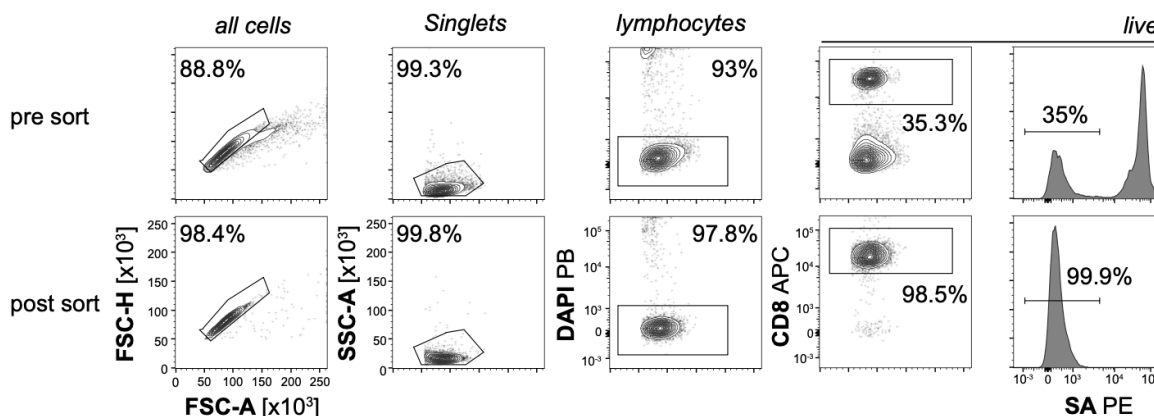 all cells Singlets lymphocytes live
pre sort
88.8% 99.3% 93% 35.3% 35%
post sort
98.4% 99.8% 97.8% 98.5% 99.9%
FSC-H [x10³]
250
200
150
100
50
0
SSC-A [x10³]
250
200
150
100
50
0
DAPI PB
10⁵
10⁴
10³
0
10⁻³
CD8 APC
10⁵
10⁴
10³
0
10⁻³
0 50 100 150 200 250
10⁻³ 0 10³ 10⁴ 10⁵
FSC-A [x10³]
SA PE